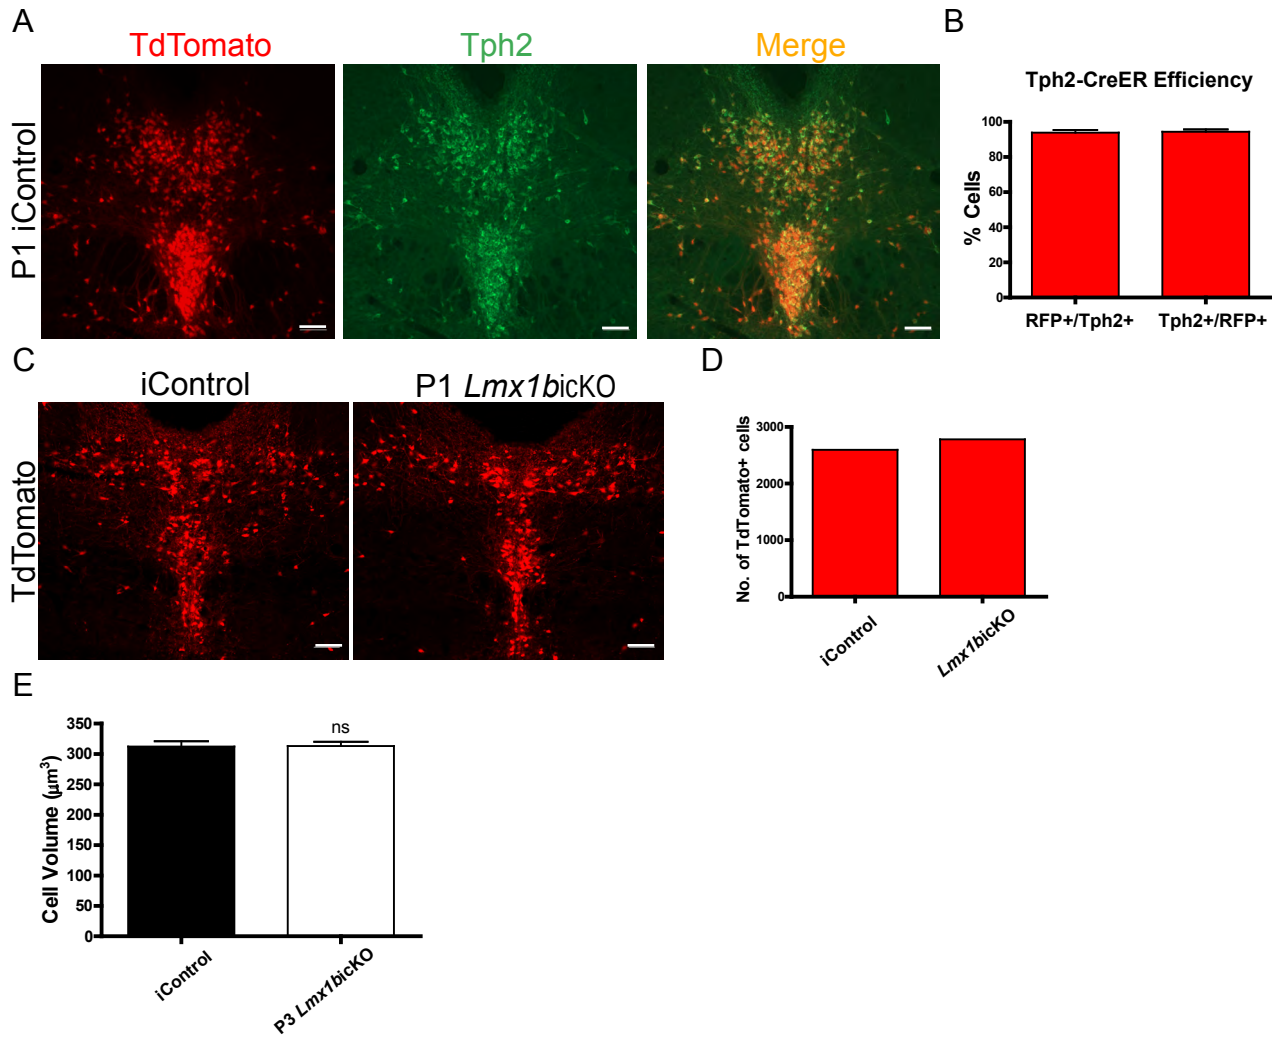 A
TdTomato
Tph2
Merge
P1 iControl
B
Tph2-CreER Efficiency
% Cells
100
80
60
40
20
0
RFP+/Tph2+
Tph2+/RFP+
C
iControl
P1 Lmx1bicKO
TdTomato
D
No. of TdTomato+ cells
3000
2000
1000
0
iControl
Lmx1bicKO
E
Cell Volume (µm³)
350
300
250
200
150
100
50
0
ns
iControl
P3 Lmx1bicKO